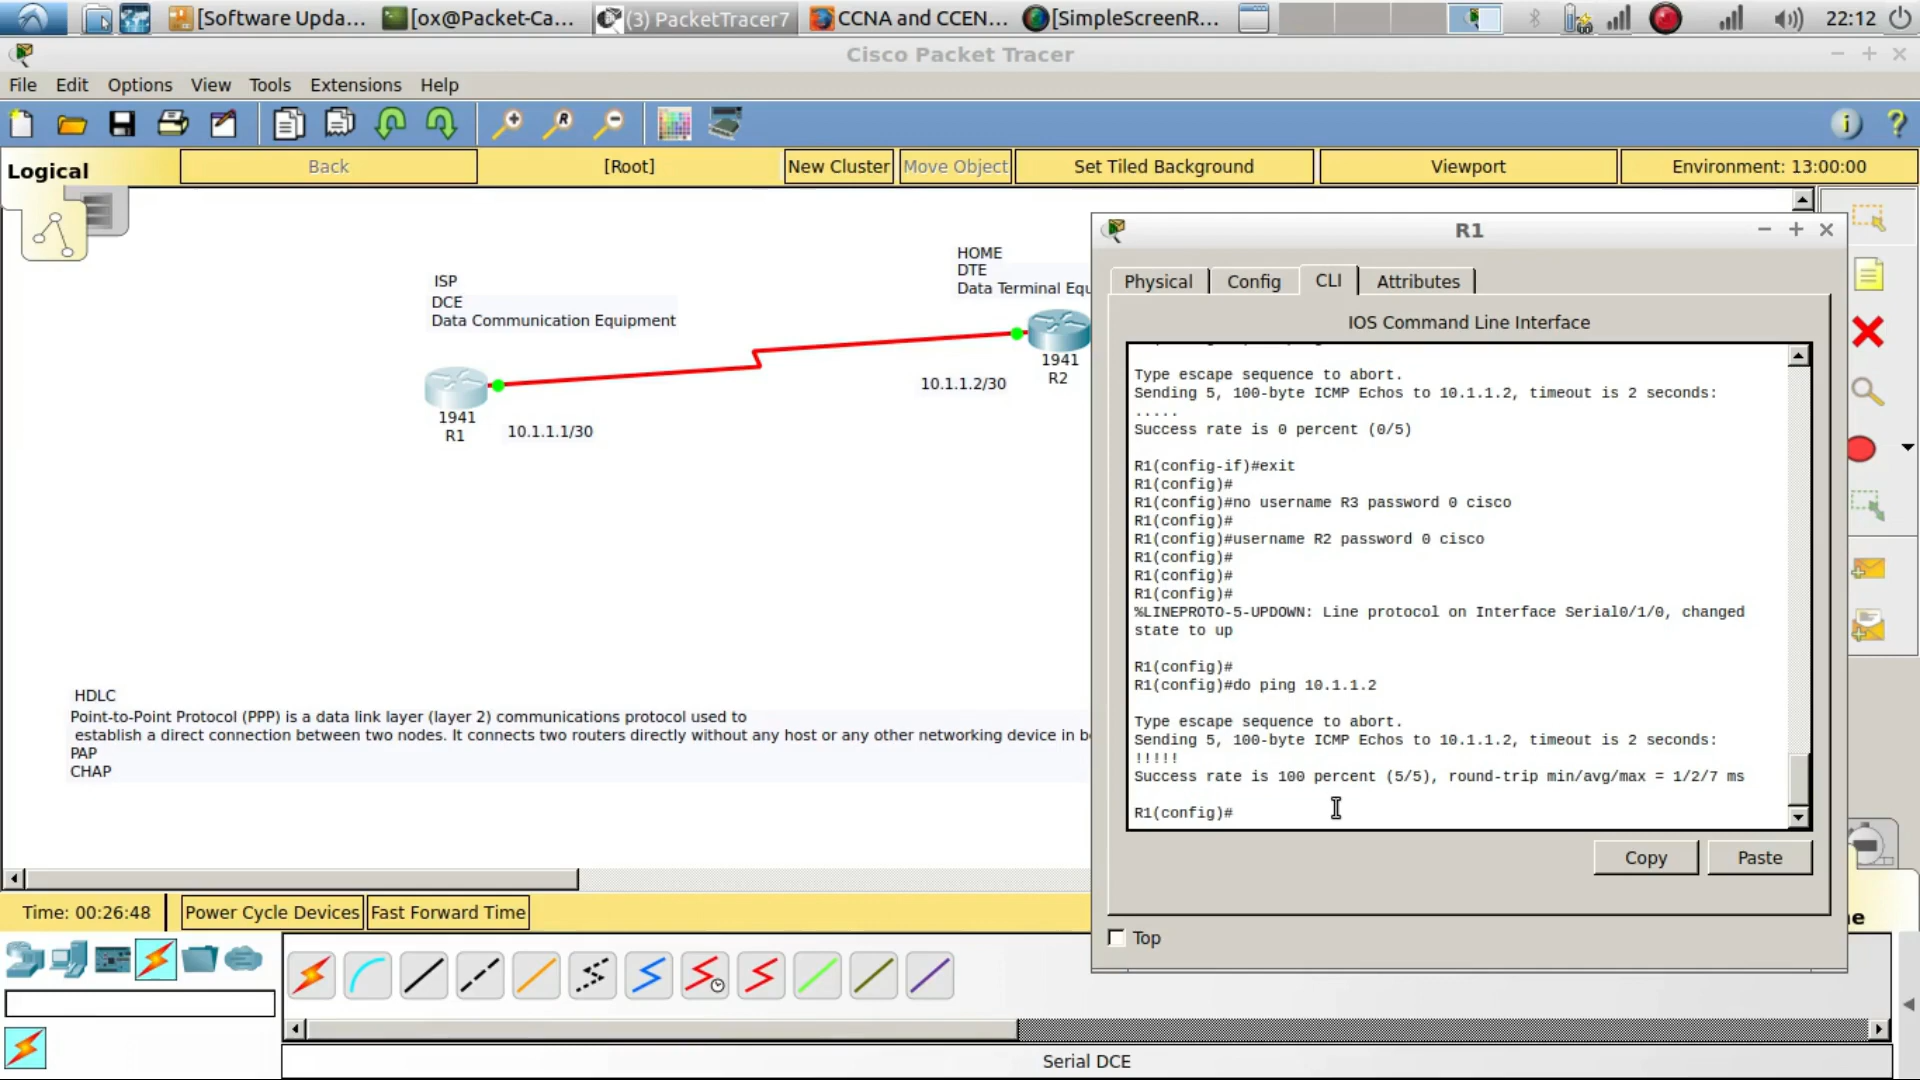 [Software Upda...
[ox@Packet-Ca...
(3) PacketTracer7
CCNA and CCEN...
[SimpleScreenR...
22:12
Cisco Packet Tracer
File Edit Options View Tools Extensions Help
Logical
Back
[Root]
New Cluster
Move Object
Set Tiled Background
Viewport
Environment: 13:00:00
ISP
DCE
Data Communication Equipment
1941
R1
10.1.1.1/30
HOME
DTE
Data Terminal Equ
1941
R2
10.1.1.2/30
HDLC
Point-to-Point Protocol (PPP) is a data link layer (layer 2) communications protocol used to
establish a direct connection between two nodes. It connects two routers directly without any host or any other networking device in be
PAP
CHAP
R1
Physical
Config
CLI
Attributes
IOS Command Line Interface
Type escape sequence to abort.
Sending 5, 100-byte ICMP Echos to 10.1.1.2, timeout is 2 seconds:
.....
Success rate is 0 percent (0/5)
R1(config-if)#exit
R1(config)#
R1(config)#no username R3 password 0 cisco
R1(config)#
R1(config)#username R2 password 0 cisco
R1(config)#
R1(config)#
R1(config)#
%LINEPROTO-5-UPDOWN: Line protocol on Interface Serial0/1/0, changed
state to up
R1(config)#
R1(config)#do ping 10.1.1.2
Type escape sequence to abort.
Sending 5, 100-byte ICMP Echos to 10.1.1.2, timeout is 2 seconds:
!!!!!
Success rate is 100 percent (5/5), round-trip min/avg/max = 1/2/7 ms
R1(config)#
Copy
Paste
Top
Time: 00:26:48
Power Cycle Devices
Fast Forward Time
Serial DCE